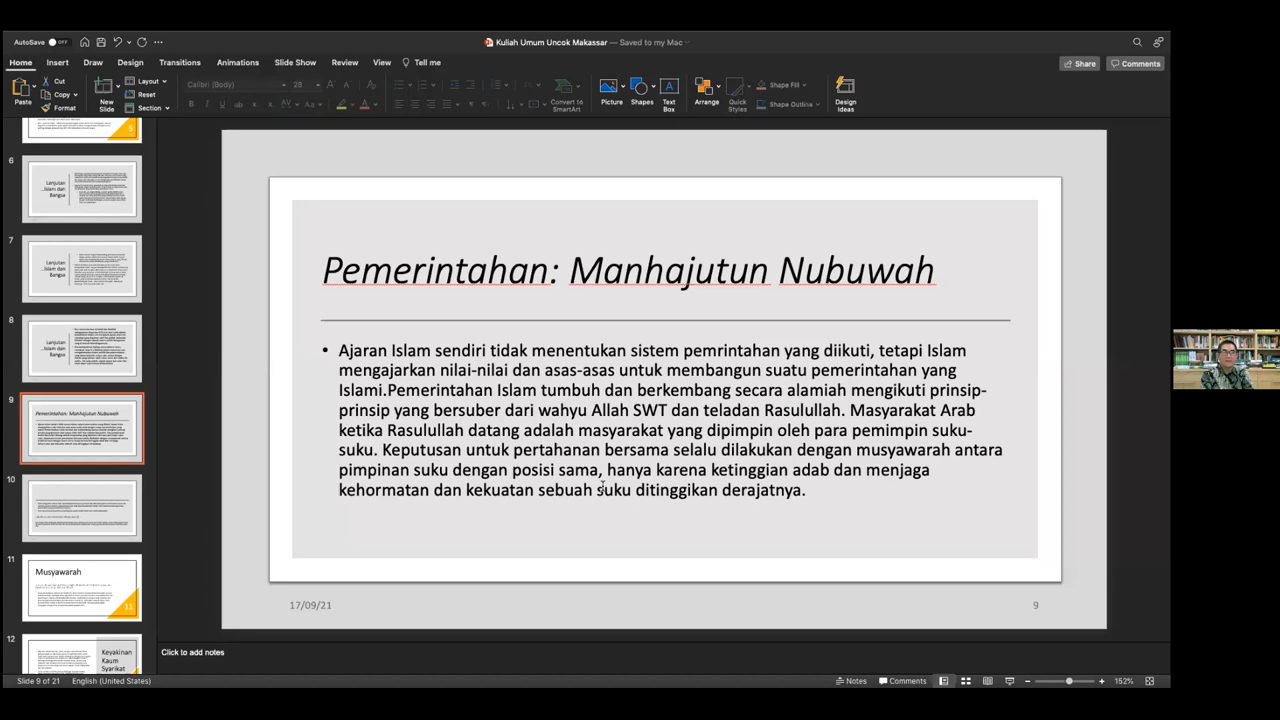 AutoSave OFF
Kuliah Umum Uncok Makassar — Saved to my Mac
Home Insert Draw Design Transitions Animations Slide Show Review View Tell me
Share Comments
Paste
Cut
Copy
Format
New Slide
Layout
Reset
Section
Calibri (Body) 28
Convert to SmartArt
Picture
Shapes
Text Box
Arrange
Quick Styles
Shape Fill
Shape Outline
Design Ideas
5
6
Lanjutan
...Islam dan
Bangsa
7
Lanjutan
...Islam dan
Bangsa
8
Lanjutan
...Islam dan
Bangsa
9
Pemerintahan: Manhajutun Nubuwah
10
11
Musyawarah
11
12
Keyakinan
Kaum
Syarikat
Pemerintahan: Manhajutun Nubuwah
• Ajaran Islam sendiri tidak menentukan sistem pemrintahan yang diikuti, tetapi Islam
mengajarkan nilai-nilai dan asas-asas untuk membangun suatu pemerintahan yang
Islami.Pemerintahan Islam tumbuh dan berkembang secara alamiah mengikuti prinsip-
prinsip yang bersuber dari wahyu Allah SWT dan teladan Rasulullah. Masyarakat Arab
ketika Rasulullah datang adalah masyarakat yang dipimpin oleh para pemimpin suku-
suku. Keputusan untuk pertahanan bersama selalu dilakukan dengan musyawarah antara
pimpinan suku dengan posisi sama, hanya karena ketinggian adab dan menjaga
kehormatan dan kekuatan sebuah suku ditinggikan derajatnya.
17/09/21
9
Click to add notes
Slide 9 of 21 English (United States)
Notes Comments 152%